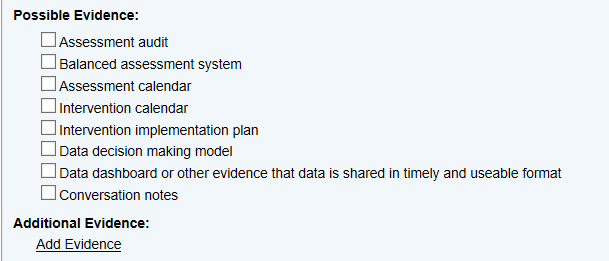 Possible Evidence:
Assessment audit
Balanced assessment system
Assessment calendar
Intervention calendar
Intervention implementation plan
Data decision making model
Data dashboard or other evidence that data is shared in timely and useable format
Conversation notes
Additional Evidence:
Add Evidence